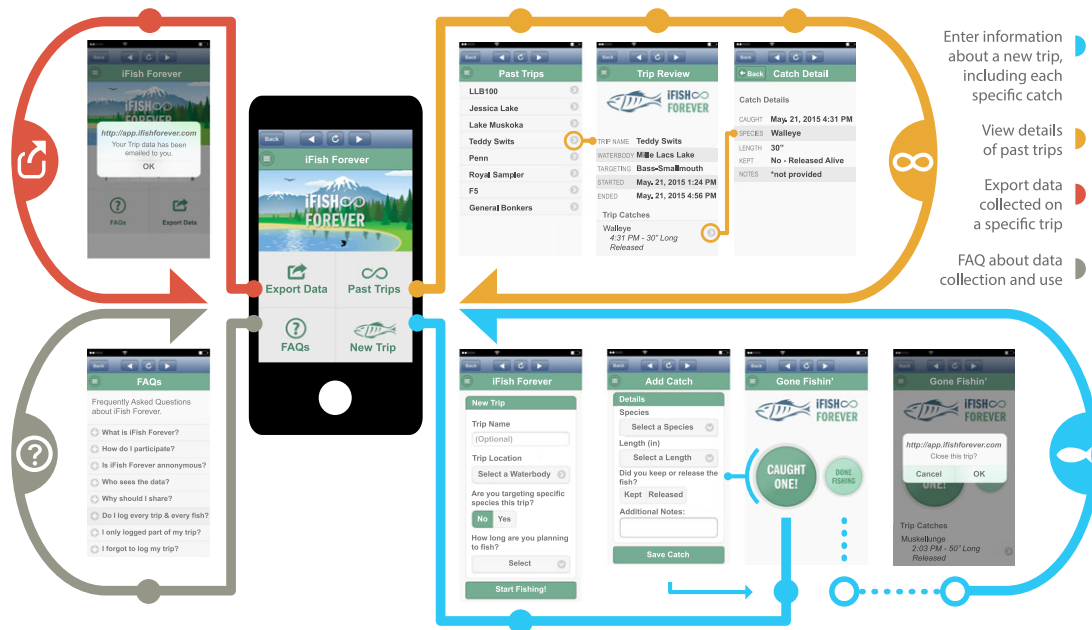 iFish Forever
iFISH
FOREVER
http://app.ifishforever.com
Your Trip data has been
emailed to you.
OK
FAQs
Export Data
Back
iFish Forever
iFISH
FOREVER
Export Data
Past Trips
FAQs
New Trip
Back
Past Trips
LLB100
Jessica Lake
Lake Muskoka
Teddy Swits
Penn
Royal Sampler
F5
General Bonkers
Back
Trip Review
iFISH
FOREVER
TRIP NAME Teddy Swits
WATERBODY Mille Lacs Lake
TARGETING Bass-Smallmouth
STARTED May. 21, 2015 1:24 PM
ENDED May. 21, 2015 4:56 PM
Trip Catches
Walleye
4:31 PM - 30" Long
Released
Back
Back Catch Detail
Catch Details
CAUGHT May. 21, 2015 4:31 PM
SPECIES Walleye
LENGTH 30"
KEPT No - Released Alive
NOTES *not provided
Enter information
about a new trip,
including each
specific catch
View details
of past trips
Export data
collected on
a specific trip
FAQ about data
collection and use
Back
FAQs
Frequently Asked Questions
about iFish Forever.
What is iFish Forever?
How do I participate?
Is iFish Forever annonymous?
Who sees the data?
Why should I share?
Do I log every trip & every fish?
I only logged part of my trip?
I forgot to log my trip?
?
Back
iFish Forever
New Trip
Trip Name
(Optional)
Trip Location
Select a Waterbody
Are you targeting specific
species this trip?
No Yes
How long are you planning
to fish?
Select
Start Fishing!
Back
Add Catch
Details
Species
Select a Species
Length (in)
Select a Length
Did you keep or release the
fish?
Kept Released
Additional Notes:
Save Catch
Back
Gone Fishin'
iFISH
FOREVER
CAUGHT
ONE!
DONE
FISHING
Back
Gone Fishin'
iFISH
FOREVER
http://app.ifishforever.com
Close this trip?
Cancel OK
ONE!
Trip Catches
Muskellunge
2:03 PM - 50" Long
Released